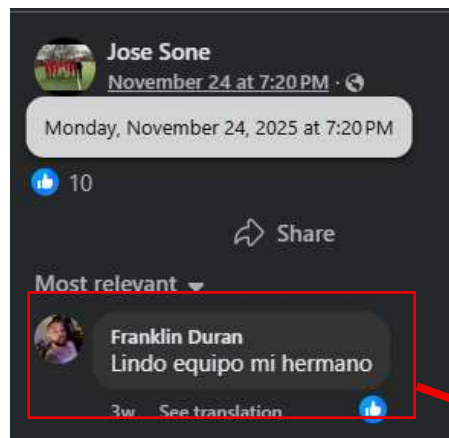 Jose Sone
November 24 at 7:20 PM ·
Monday, November 24, 2025 at 7:20 PM
10
Share
Most relevant
Franklin Duran
Lindo equipo mi hermano
3w See translation